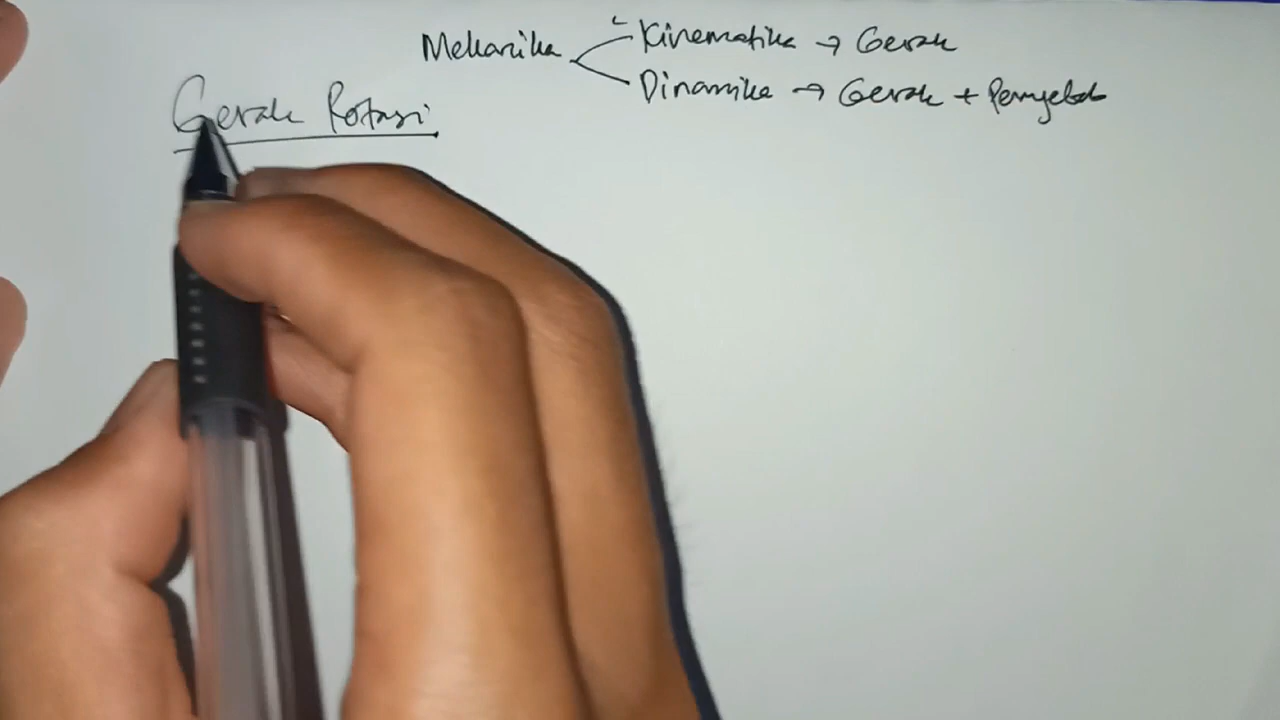 Mekanika
Kinematika → Gerak
Dinamika → Gerak + Penyebab
Gerak Rotasi